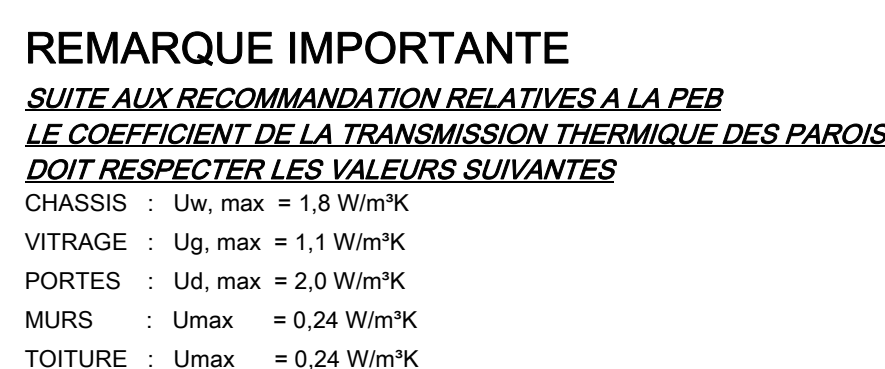 REMARQUE IMPORTANTE
SUITE AUX RECOMMANDATION RELATIVES A LA PEB
LE COEFFICIENT DE LA TRANSMISSION THERMIQUE DES PAROIS
DOIT RESPECTER LES VALEURS SUIVANTES
CHASSIS : Uw, max = 1,8 W/m³K
VITRAGE : Ug, max = 1,1 W/m³K
PORTES : Ud, max = 2,0 W/m³K
MURS : Umax = 0,24 W/m³K
TOITURE : Umax = 0,24 W/m³K